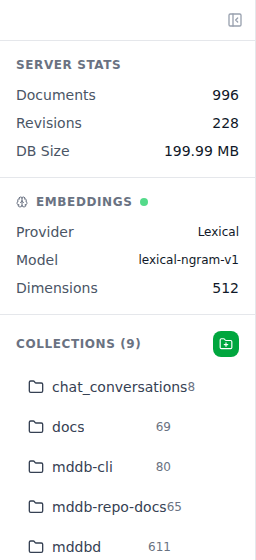 SERVER STATS
Documents 996
Revisions 228
DB Size 199.99 MB
EMBEDDINGS
Provider Lexical
Model lexical-ngram-v1
Dimensions 512
COLLECTIONS (9)
chat_conversations 8
docs 69
mddb-cli 80
mddb-repo-docs 65
mddbd 611